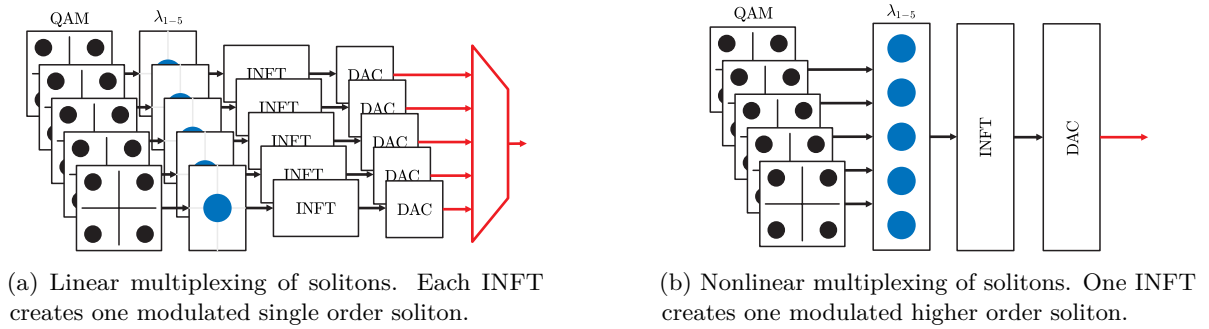 QAM
λ₁₋₅
INFT
DAC
INFT
DAC
INFT
DAC
INFT
DAC
INFT
DAC
(a) Linear multiplexing of solitons. Each INFT
creates one modulated single order soliton.
QAM
λ₁₋₅
INFT
DAC
(b) Nonlinear multiplexing of solitons. One INFT
creates one modulated higher order soliton.